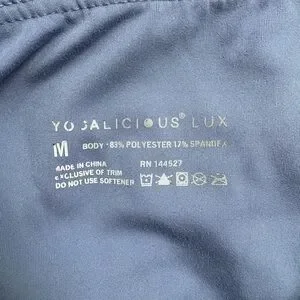 YOGALICIOUS® LUX
M BODY · 83% POLYESTER 17% SPANDEX
MADE IN CHINA RN 144527
EXCLUSIVE OF TRIM
DO NOT USE SOFTENER